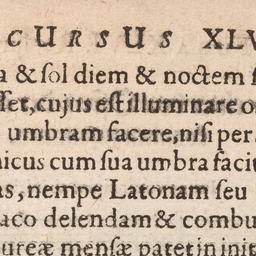 CURSUS XLV
a & sol diem & noctem
set, cujus est illuminare o
umbram facere, nisi per
nicus cum sua umbra facit
as, nempe Latonam seu
aco delendam & combu
ureæ mensæ patet in init